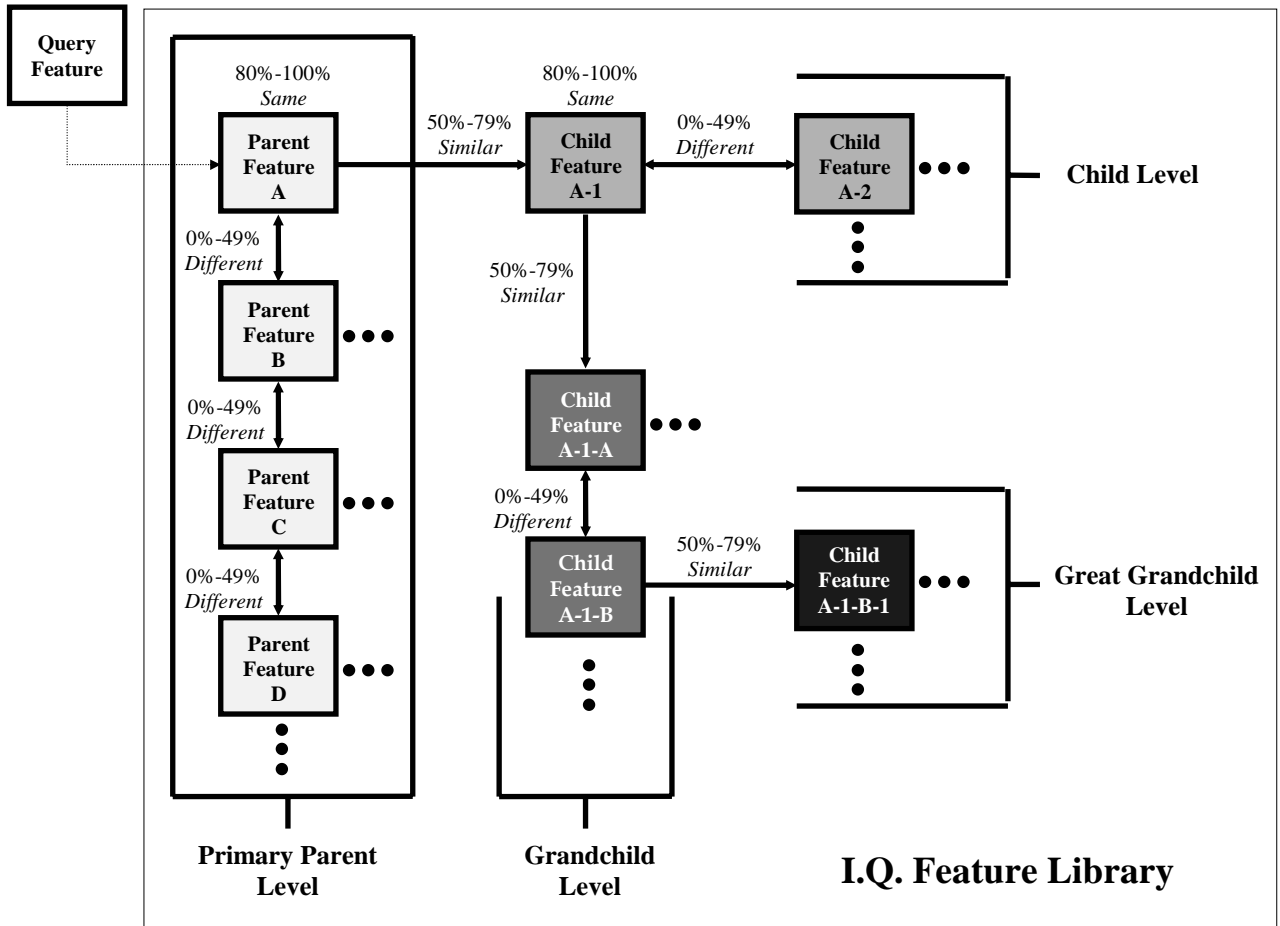 Query
Feature
80%-100%
Same
Parent
Feature
A
50%-79%
Similar
80%-100%
Same
Child
Feature
A-1
0%-49%
Different
Child
Feature
A-2
Child Level
0%-49%
Different
Parent
Feature
B
50%-79%
Similar
0%-49%
Different
Child
Feature
A-1-A
Parent
Feature
C
0%-49%
Different
0%-49%
Different
Child
Feature
A-1-B
50%-79%
Similar
Child
Feature
A-1-B-1
Great Grandchild
Level
Parent
Feature
D
Primary Parent
Level
Grandchild
Level
I.Q. Feature Library